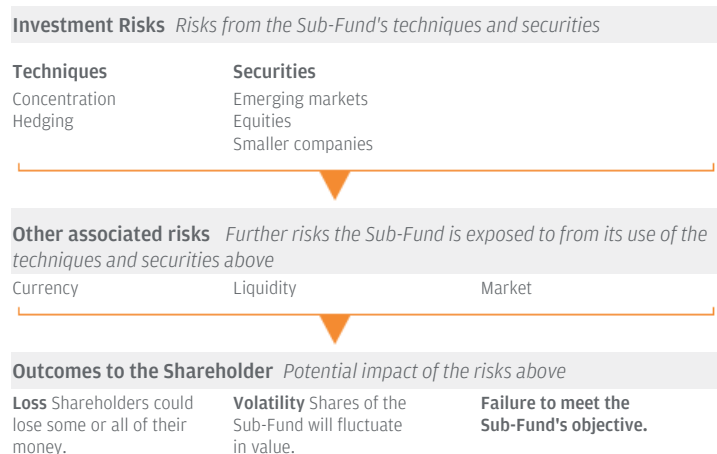 Investment Risks Risks from the Sub-Fund's techniques and securities
Techniques
Concentration
Hedging
Securities
Emerging markets
Equities
Smaller companies
Other associated risks Further risks the Sub-Fund is exposed to from its use of the
techniques and securities above
Currency
Liquidity
Market
Outcomes to the Shareholder Potential impact of the risks above
Loss Shareholders could
lose some or all of their
money.
Volatility Shares of the
Sub-Fund will fluctuate
in value.
Failure to meet the
Sub-Fund's objective.